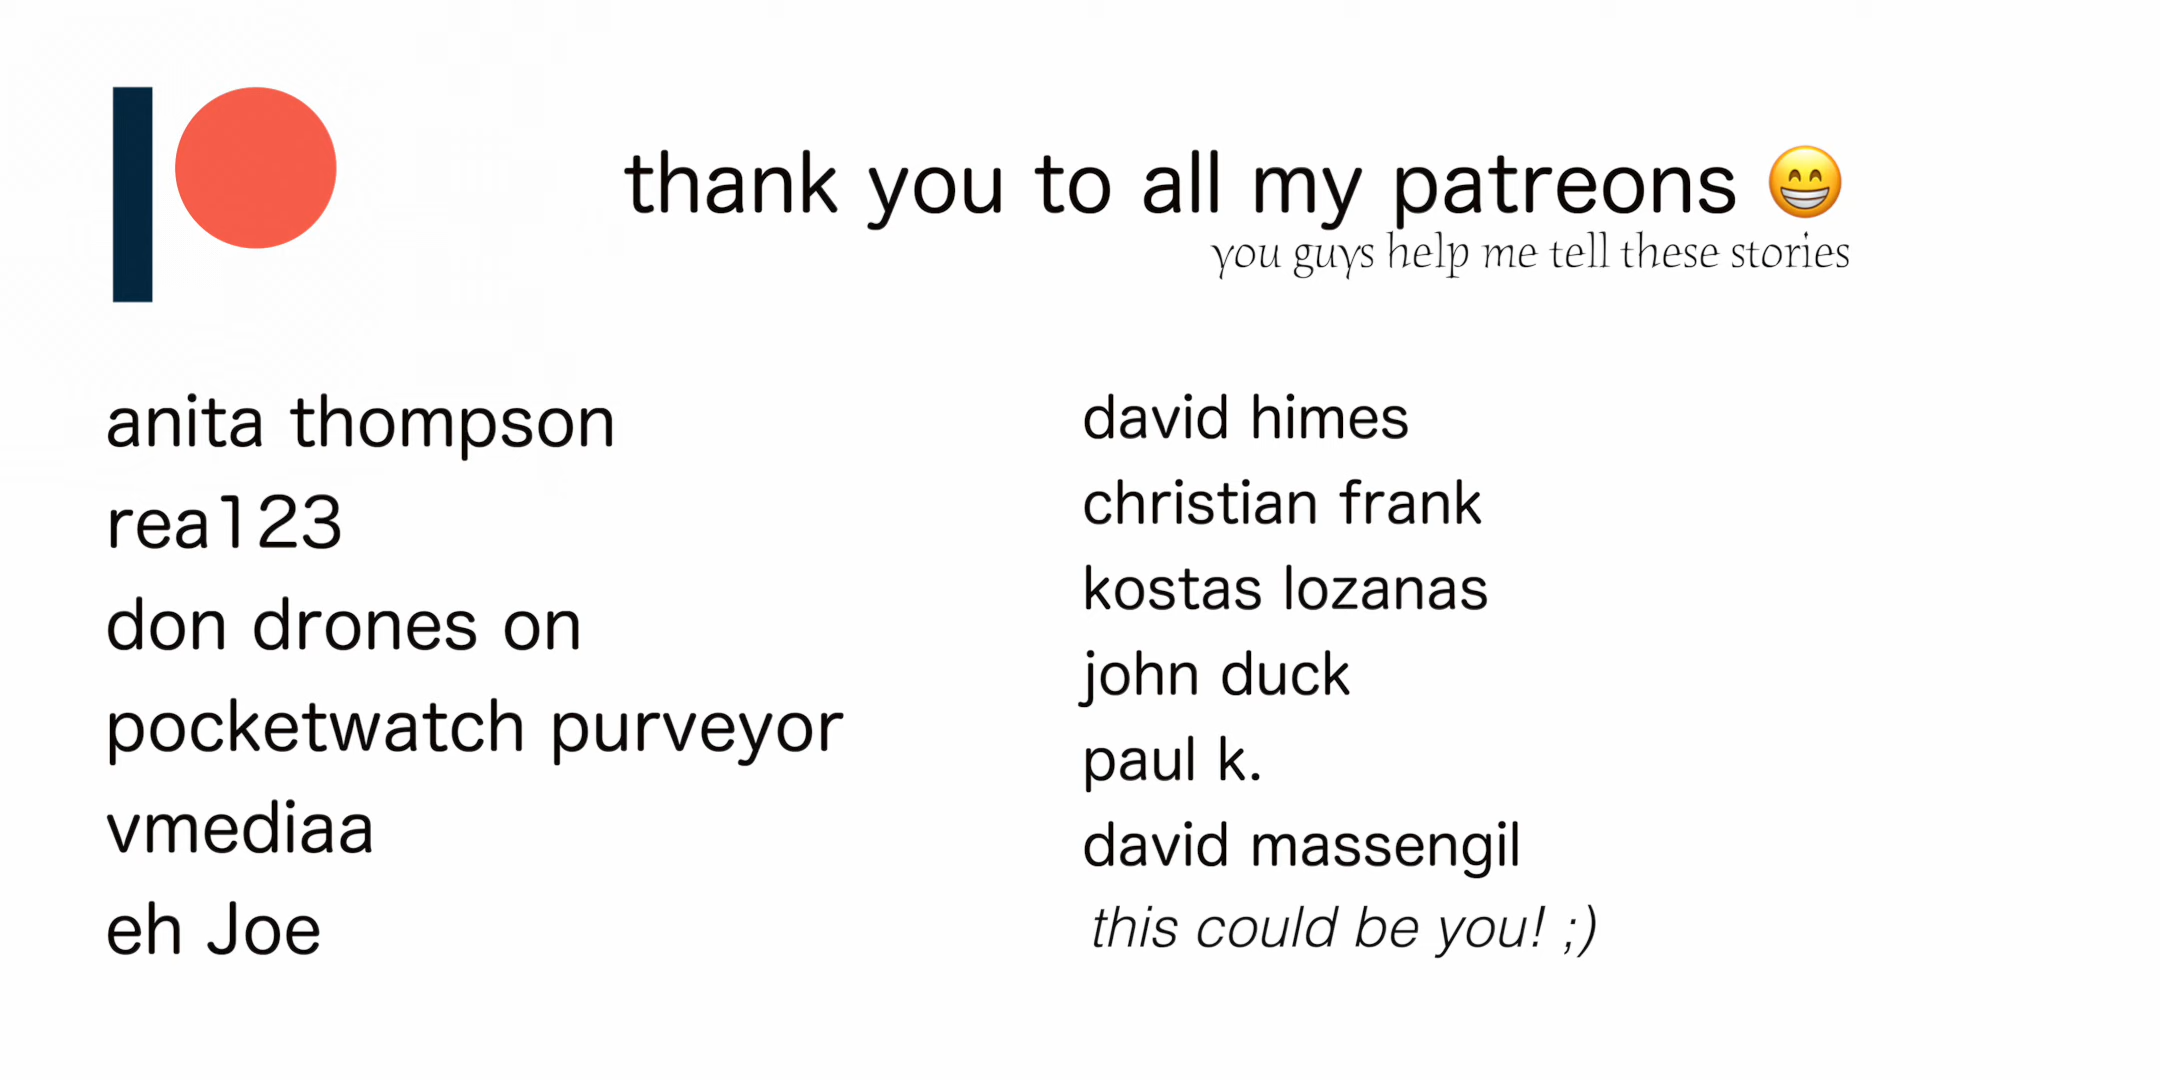 thank you to all my patreons 😁
you guys help me tell these stories
anita thompson
rea123
don drones on
pocketwatch purveyor
vmediaa
eh Joe
david himes
christian frank
kostas lozanas
john duck
paul k.
david massengil
this could be you! ;)